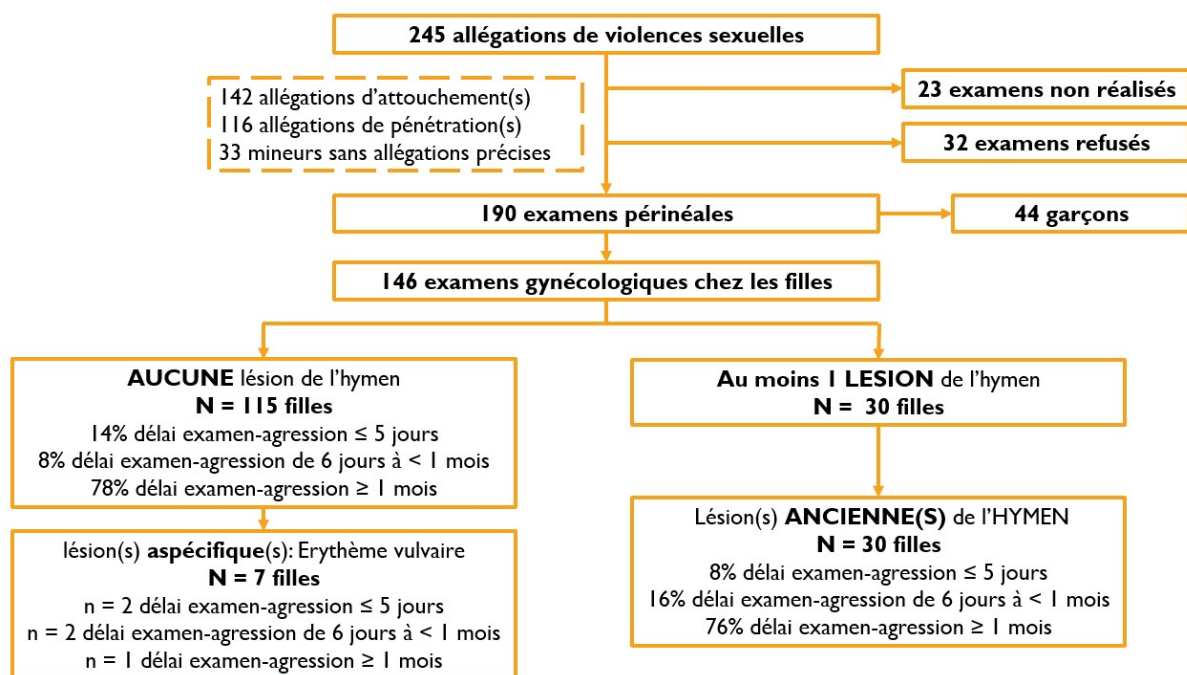 245 allégations de violences sexuelles
142 allégations d'attouchement(s)
116 allégations de pénétration(s)
33 mineurs sans allégations précises
23 examens non réalisés
32 examens refusés
190 examens périnéales
44 garçons
146 examens gynécologiques chez les filles
AUCUNE lésion de l'hymen
N = 115 filles
14% délai examen-agression ≤ 5 jours
8% délai examen-agression de 6 jours à < 1 mois
78% délai examen-agression ≥ 1 mois
lésion(s) aspécifique(s): Erythème vulvaire
N = 7 filles
n = 2 délai examen-agression ≤ 5 jours
n = 2 délai examen-agression de 6 jours à < 1 mois
n = 1 délai examen-agression ≥ 1 mois
Au moins 1 LESION de l'hymen
N = 30 filles
Lésion(s) ANCIENNE(S) de l'HYMEN
N = 30 filles
8% délai examen-agression ≤ 5 jours
16% délai examen-agression de 6 jours à < 1 mois
76% délai examen-agression ≥ 1 mois